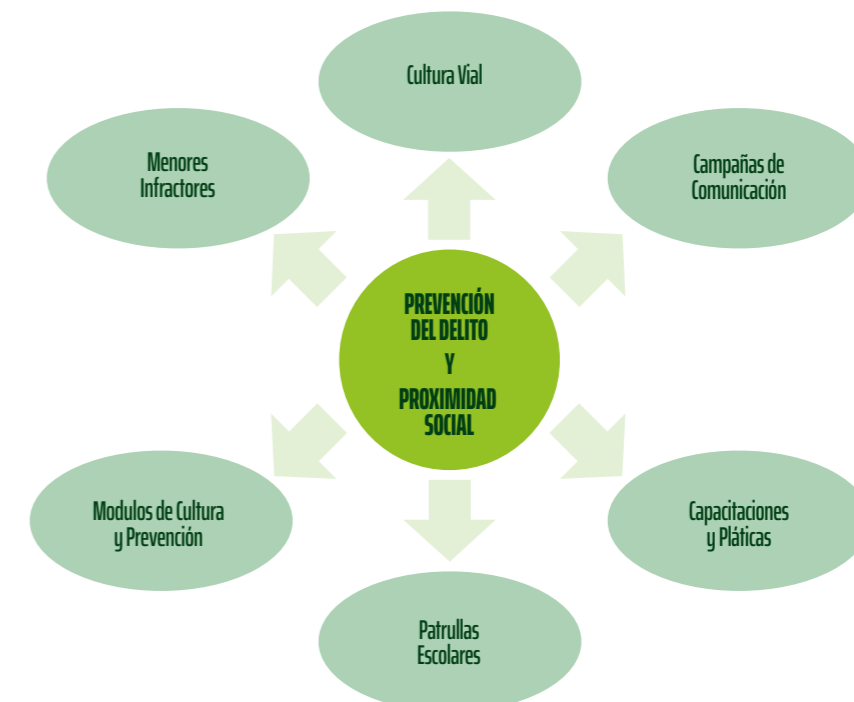 Cultura Vial
Menores
Infractores
Campañas de
Comunicación
PREVENCIÓN
DEL DELITO
Y
PROXIMIDAD
SOCIAL
Modulos de Cultura
y Prevención
Capacitaciones
y Pláticas
Patrullas
Escolares